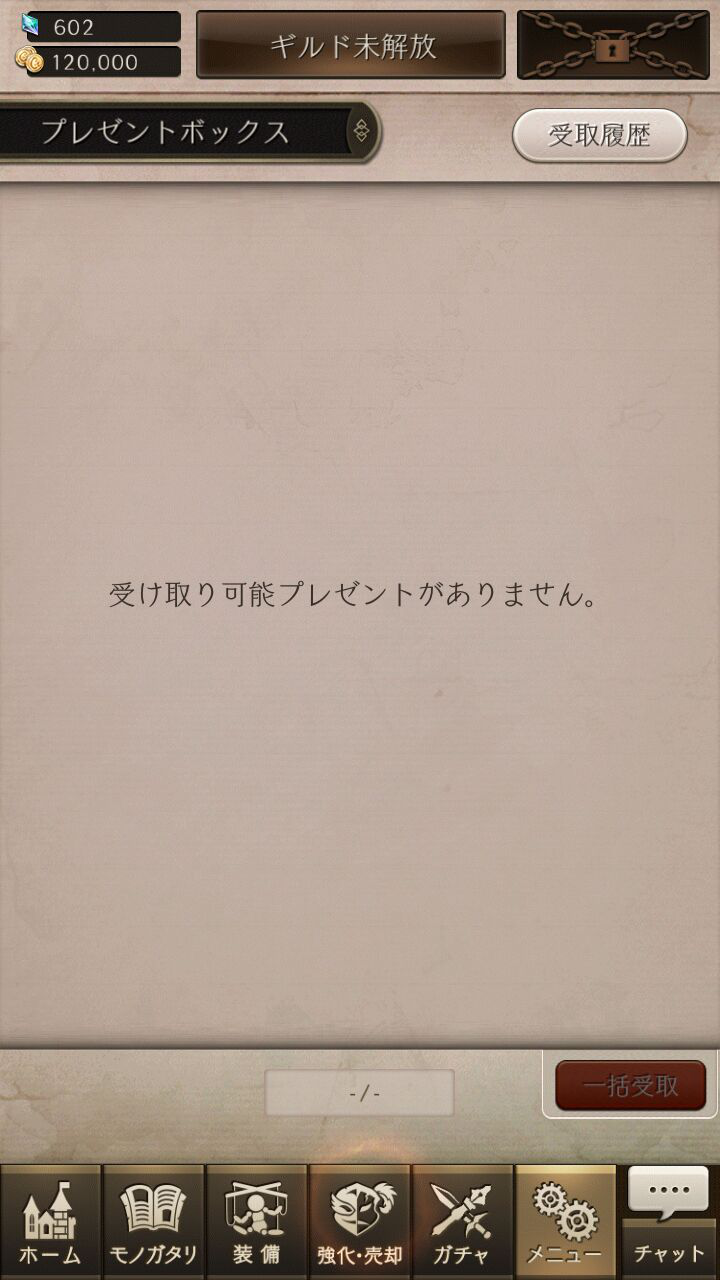 602
120,000
ギルド未解放
プレゼントボックス
受取履歴
受け取り可能プレゼントがありません。
-/-
一括受取
ホーム
モノガタリ
装備
強化・売却
ガチャ
メニュー
チャット